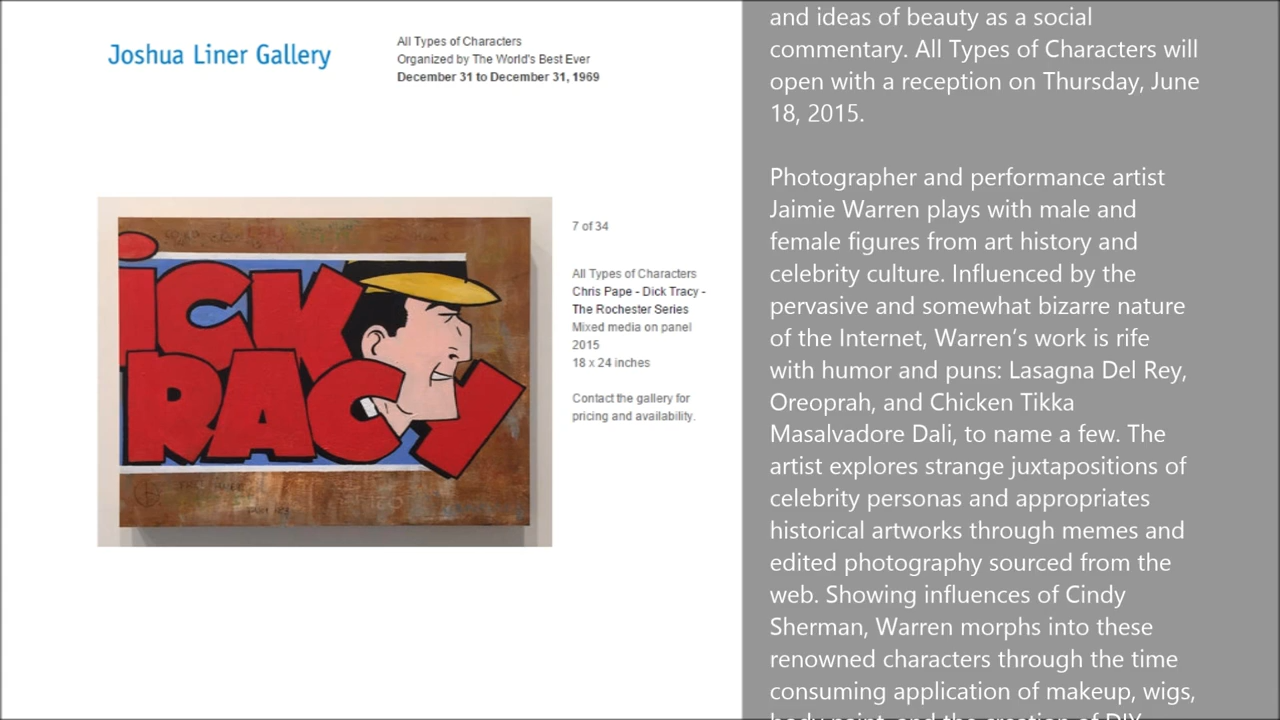 Joshua Liner Gallery
All Types of Characters
Organized by The World's Best Ever
December 31 to December 31, 1969
iCK
RACY
7 of 34
All Types of Characters
Chris Pape - Dick Tracy -
The Rochester Series
Mixed media on panel
2015
18 x 24 inches
Contact the gallery for
pricing and availability.
and ideas of beauty as a social
commentary. All Types of Characters will
open with a reception on Thursday, June
18, 2015.
Photographer and performance artist
Jaimie Warren plays with male and
female figures from art history and
celebrity culture. Influenced by the
pervasive and somewhat bizarre nature
of the Internet, Warren's work is rife
with humor and puns: Lasagna Del Rey,
Oreoprah, and Chicken Tikka
Masalvadore Dali, to name a few. The
artist explores strange juxtapositions of
celebrity personas and appropriates
historical artworks through memes and
edited photography sourced from the
web. Showing influences of Cindy
Sherman, Warren morphs into these
renowned characters through the time
consuming application of makeup, wigs,
body paint, and the creation of DIY